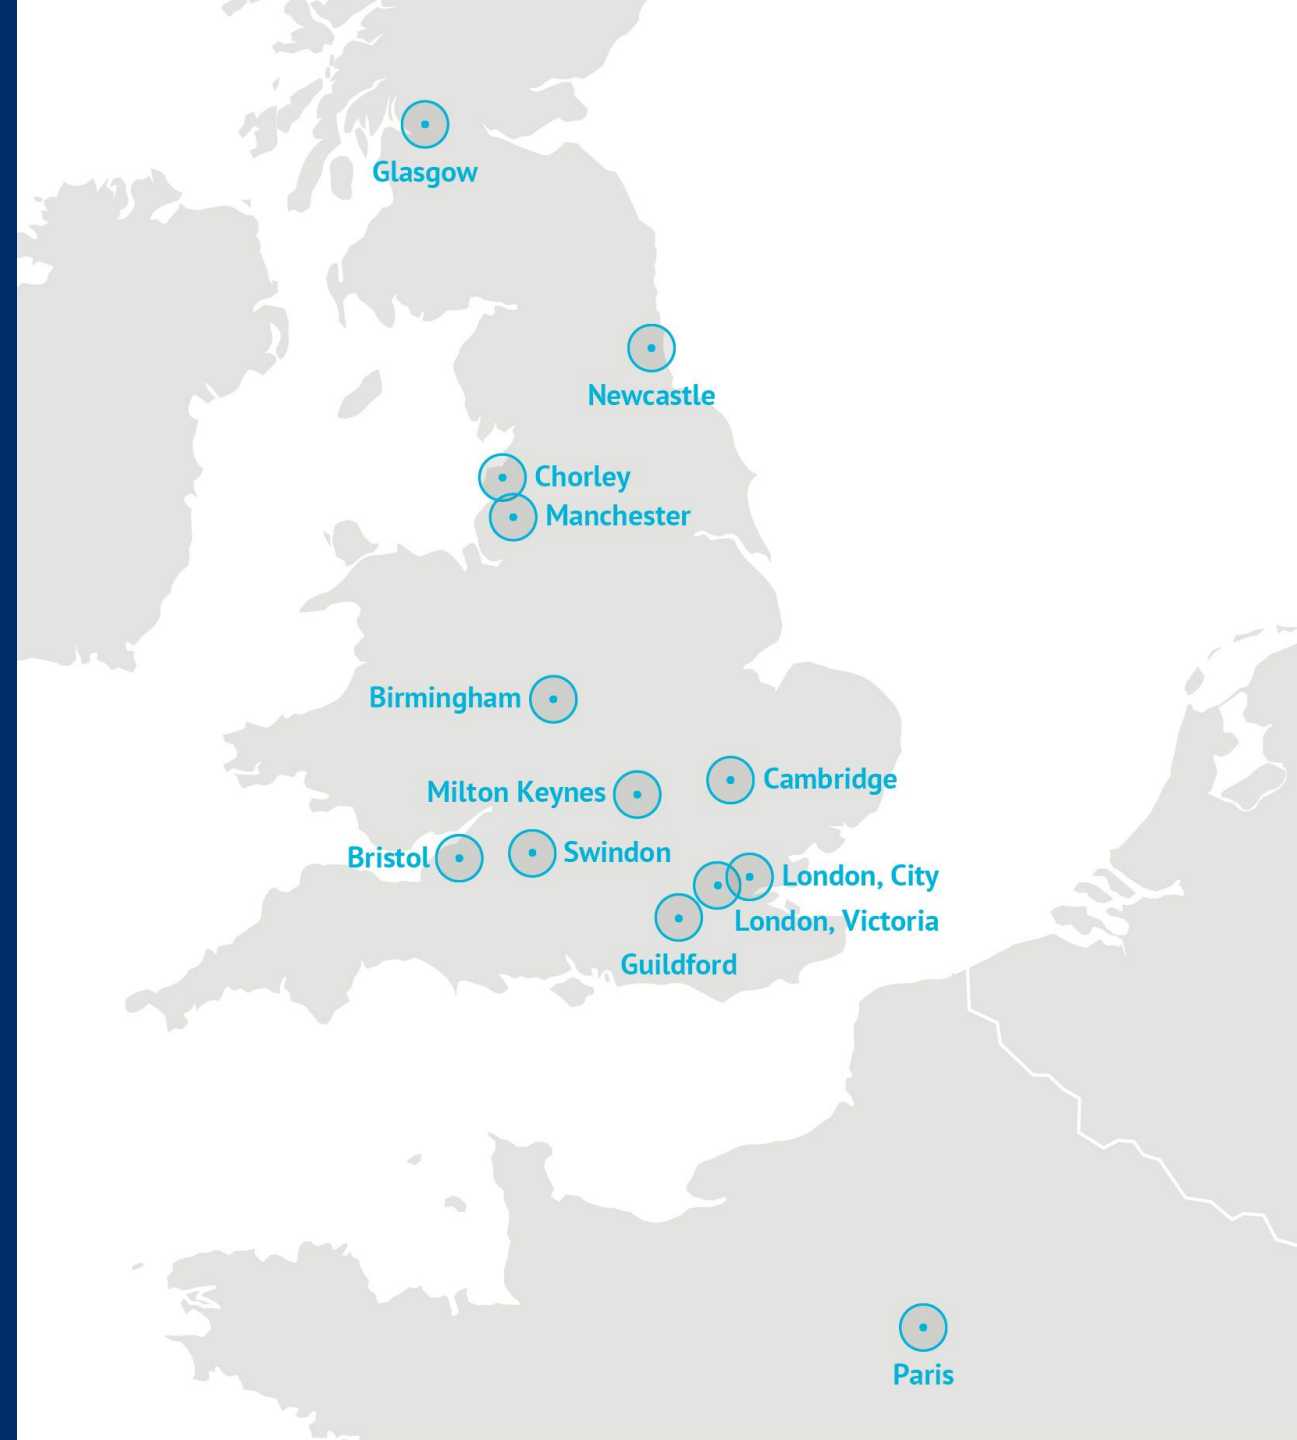 Glasgow
Newcastle
Chorley
Manchester
Birmingham
Cambridge
Milton Keynes
Swindon
Bristol
London, City
London, Victoria
Guildford
Paris